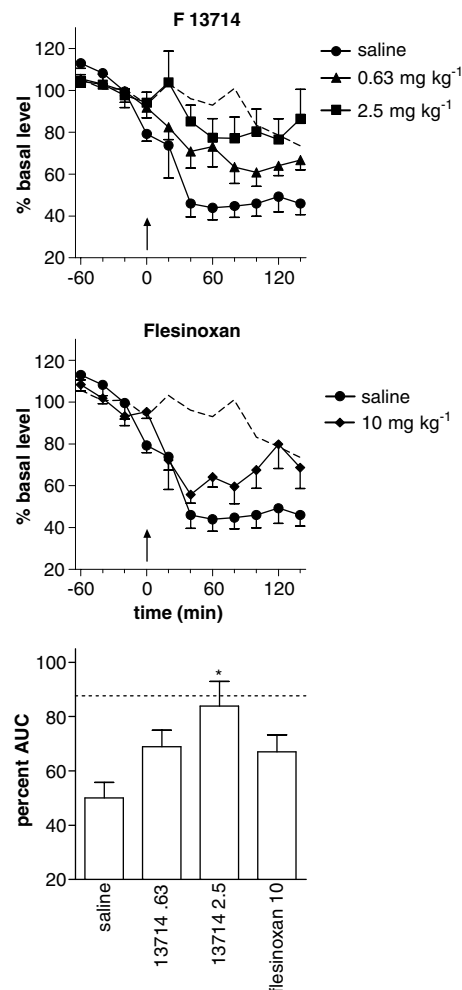 F 13714
120
100
80
60
40
20
% basal level
-60 0 60 120
saline
0.63 mg kg⁻¹
2.5 mg kg⁻¹
Flesinoxan
120
100
80
60
40
20
% basal level
-60 0 60 120
time (min)
saline
10 mg kg⁻¹
100
80
60
40
20
percent AUC
*
saline
13714 .63
13714 2.5
flesinoxan 10